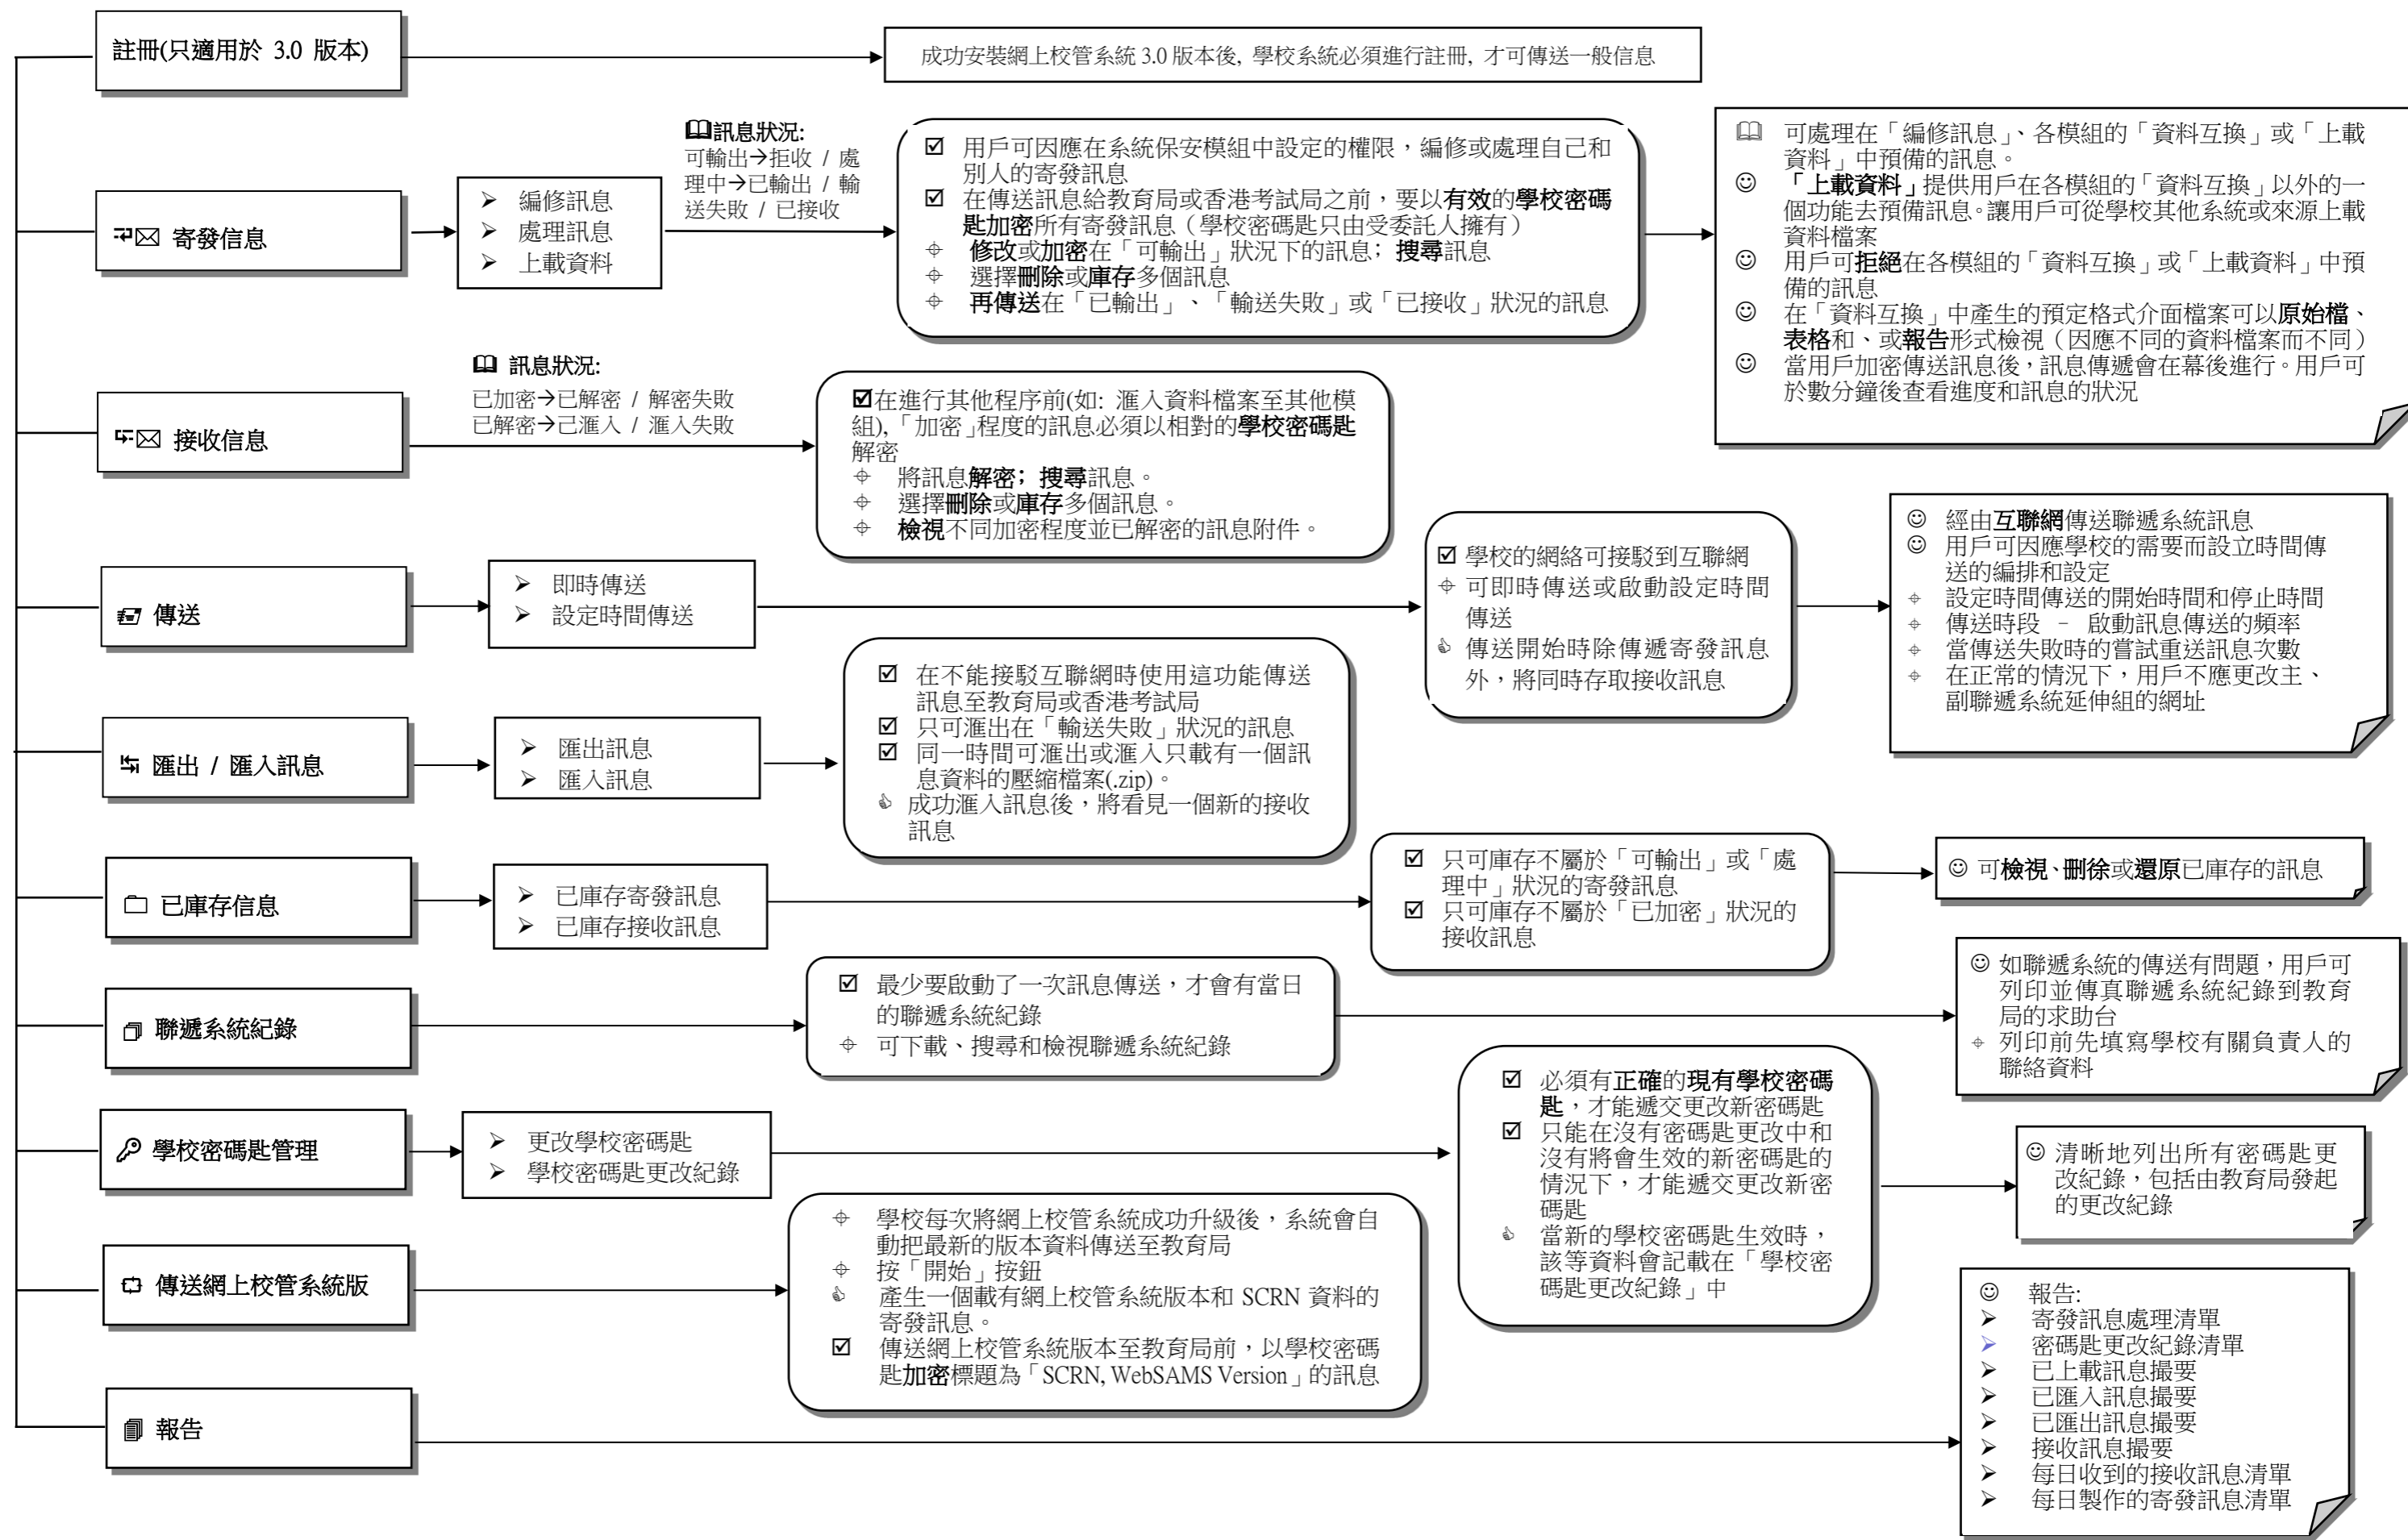 註冊(只適用於 3.0 版本)
成功安裝網上校管系統 3.0 版本後, 學校系統必須進行註冊, 才可傳送一般信息
寄發信息
編修訊息
處理訊息
上載資料
訊息狀況:
可輸出→拒收 / 處
理中→已輸出 / 輸
送失敗 / 已接收
用戶可因應在系統保安模組中設定的權限，編修或處理自己和
別人的寄發訊息
在傳送訊息給教育局或香港考試局之前，要以有效的學校密碼
匙加密所有寄發訊息（學校密碼匙只由受委託人擁有）
修改或加密在「可輸出」狀況下的訊息；搜尋訊息
選擇刪除或庫存多個訊息
再傳送在「已輸出」、「輸送失敗」或「已接收」狀況的訊息
可處理在「編修訊息」、各模組的「資料互換」或「上載
資料」中預備的訊息。
「上載資料」提供用戶在各模組的「資料互換」以外的一
個功能去預備訊息。讓用戶可從學校其他系統或來源上載
資料檔案
用戶可拒絕在各模組的「資料互換」或「上載資料」中預
備的訊息
在「資料互換」中產生的預定格式介面檔案可以原始檔、
表格和、或報告形式檢視（因應不同的資料檔案而不同）
當用戶加密傳送訊息後，訊息傳遞會在幕後進行。用戶可
於數分鐘後查看進度和訊息的狀況
接收信息
訊息狀況:
已加密→已解密 / 解密失敗
已解密→己滙入 / 滙入失敗
在進行其他程序前(如: 滙入資料檔案至其他模
組),「加密」程度的訊息必須以相對的學校密碼匙
解密
將訊息解密；搜尋訊息。
選擇刪除或庫存多個訊息。
檢視不同加密程度並已解密的訊息附件。
傳送
即時傳送
設定時間傳送
學校的網絡可接駁到互聯網
可即時傳送或啟動設定時間
傳送
傳送開始時除傳遞寄發訊息
外，將同時存取接收訊息
經由互聯網傳送聯遞系統訊息
用戶可因應學校的需要而設立時間傳
送的編排和設定
設定時間傳送的開始時間和停止時間
傳送時段 – 啟動訊息傳送的頻率
當傳送失敗時的嘗試重送訊息次數
在正常的情況下，用戶不應更改主、
副聯遞系統延伸組的網址
匯出 / 匯入訊息
匯出訊息
匯入訊息
在不能接駁互聯網時使用這功能傳送
訊息至教育局或香港考試局
只可滙出在「輸送失敗」狀況的訊息
同一時間可滙出或滙入只載有一個訊
息資料的壓縮檔案(.zip)。
成功滙入訊息後，將看見一個新的接收
訊息
已庫存信息
已庫存寄發訊息
已庫存接收訊息
只可庫存不屬於「可輸出」或「處
理中」狀況的寄發訊息
只可庫存不屬於「已加密」狀況的
接收訊息
可檢視、刪徐或還原已庫存的訊息
聯遞系統紀錄
最少要啟動了一次訊息傳送，才會有當日
的聯遞系統紀錄
可下載、搜尋和檢視聯遞系統紀錄
如聯遞系統的傳送有問題，用戶可
列印並傳真聯遞系統紀錄到教育
局的求助台
列印前先填寫學校有關負責人的
聯絡資料
學校密碼匙管理
更改學校密碼匙
學校密碼匙更改紀錄
必須有正確的現有學校密碼
匙，才能遞交更改新密碼匙
只能在沒有密碼匙更改中和
沒有將會生效的新密碼匙的
情況下，才能遞交更改新密
碼匙
當新的學校密碼匙生效時，
該等資料會記載在「學校密
碼匙更改紀錄」中
清晰地列出所有密碼匙更
改紀錄，包括由教育局發起
的更改紀錄
傳送網上校管系統版
學校每次將網上校管系統成功升級後，系統會自
動把最新的版本資料傳送至教育局
按「開始」按鈕
產生一個載有網上校管系統版本和 SCRN 資料的
寄發訊息。
傳送網上校管系統版本至教育局前，以學校密碼
匙加密標題為「SCRN, WebSAMS Version」的訊息
報告
報告:
寄發訊息處理清單
密碼匙更改紀錄清單
已上載訊息撮要
已匯入訊息撮要
已匯出訊息撮要
接收訊息撮要
每日收到的接收訊息清單
每日製作的寄發訊息清單